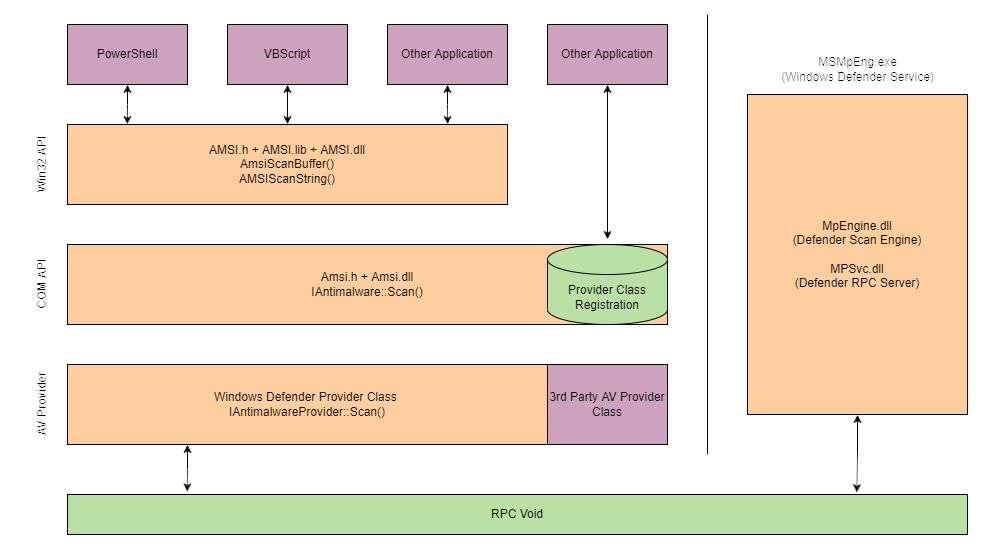 PowerShell
VBScript
Other Application
Other Application
MSMpEng.exe
(Windows Defender Service)
Win32 API
AMSI.h + AMSI.lib + AMSI.dll
AmsiScanBuffer()
AMSIScanString()
MpEngine.dll
(Defender Scan Engine)
MPSvc.dll
(Defender RPC Server)
COM API
Amsi.h + Amsi.dll
IAntimalware::Scan()
Provider Class
Registration
AV Provider
Windows Defender Provider Class
IAntimalwareProvider::Scan()
3rd Party AV Provider
Class
RPC Void